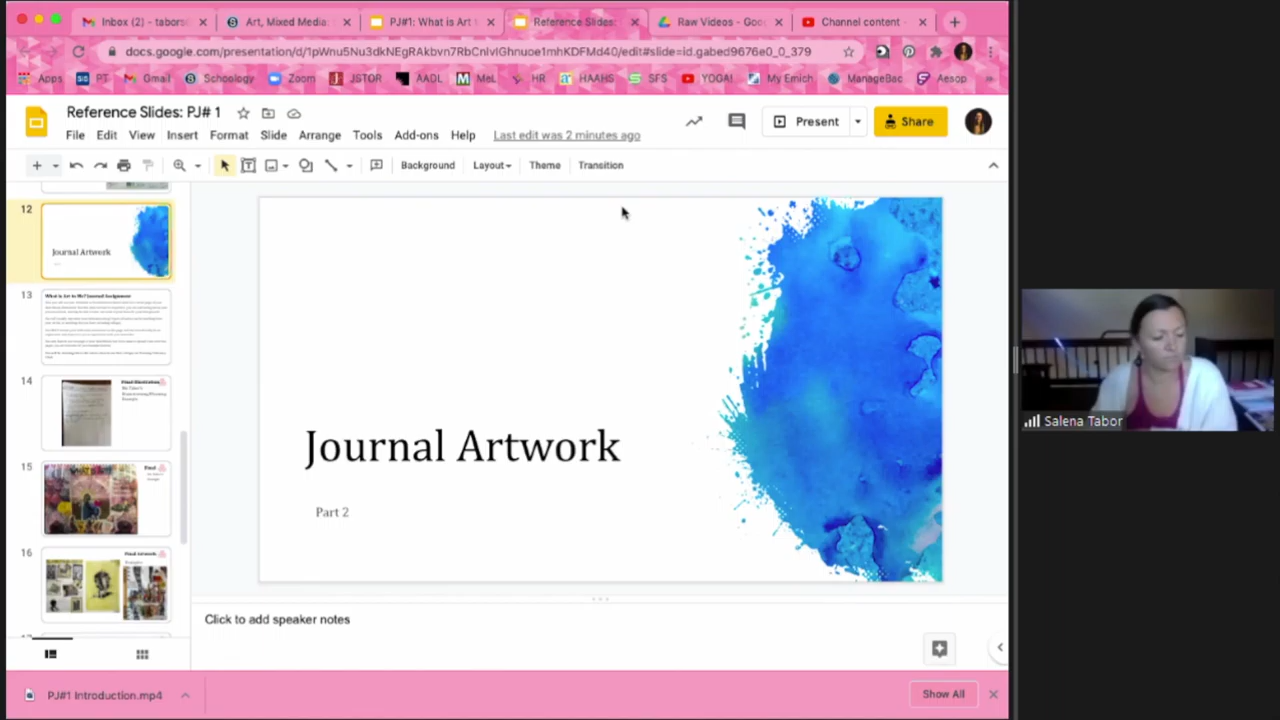 Inbox (2) - tabors
Art, Mixed Media:
PJ#1: What is Art t
Reference Slides:
Raw Videos - Goo
Channel content -
docs.google.com/presentation/d/1pWnu5Nu3dkNEgRAkbvn7RbCnlvlGhnuoe1mhKDFMd40/edit#slide=id.gabed9676e0_0_379
Apps PT Gmail Schoology Zoom JSTOR AADL MeL HR HAAHS SFS YOGA! My Emich ManageBac Aesop
Reference Slides: PJ# 1
File Edit View Insert Format Slide Arrange Tools Add-ons Help Last edit was 2 minutes ago
Present
Share
Background Layout Theme Transition
12
Journal Artwork
13
What is Art to Me? Journal Assignment
14
15
16
Journal Artwork
Part 2
Click to add speaker notes
Salena Tabor
PJ#1 Introduction.mp4
Show All